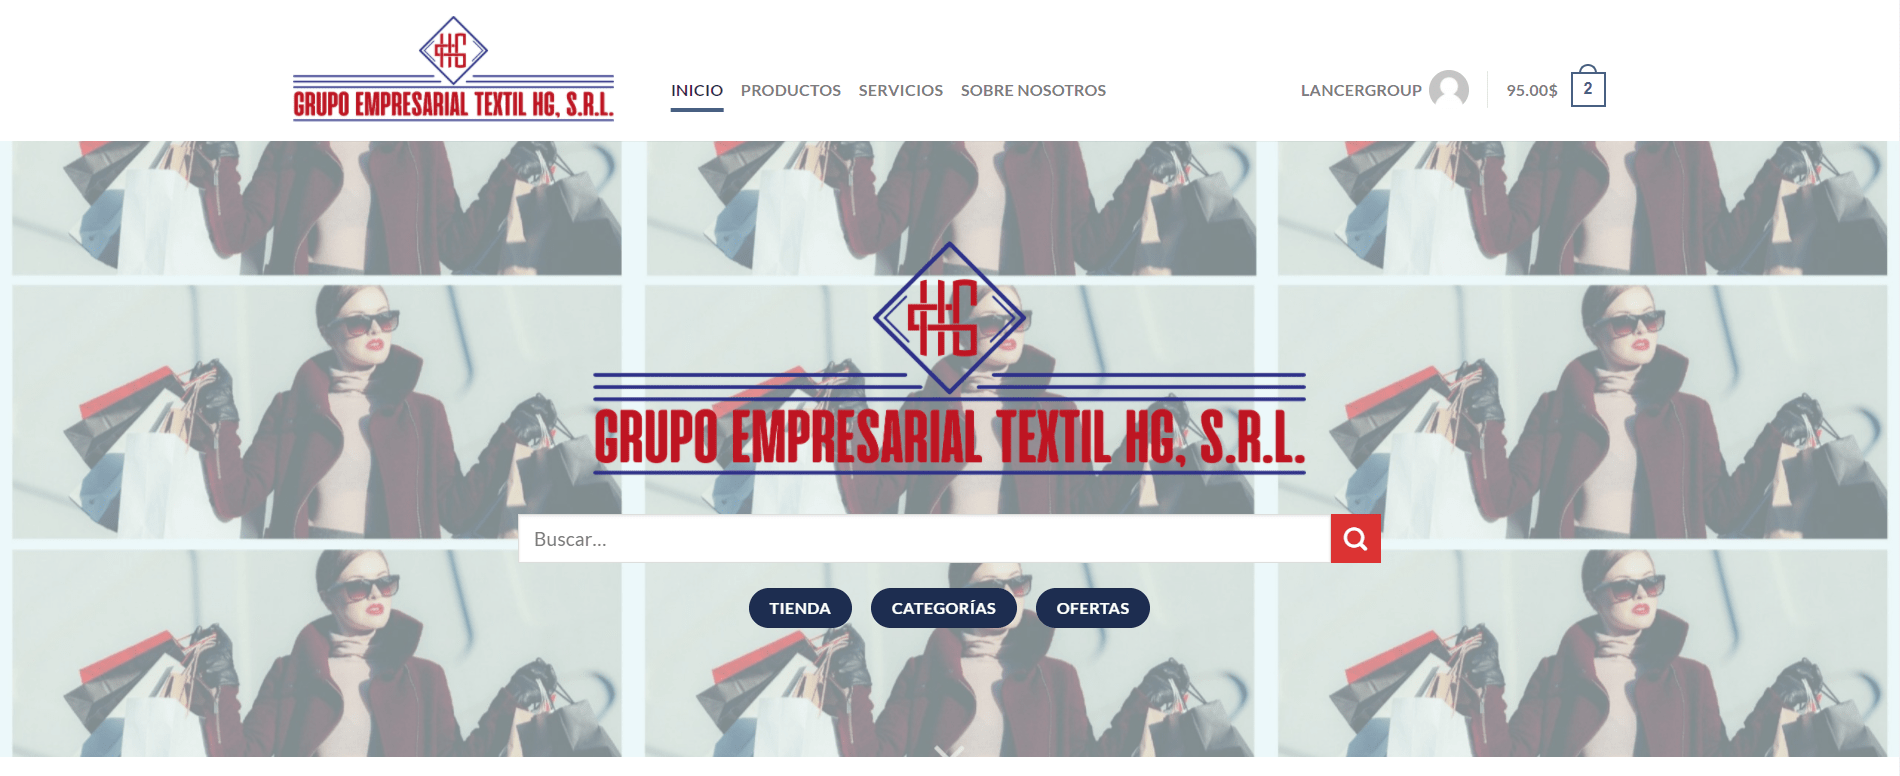 HG
GRUPO EMPRESARIAL TEXTIL HG, S.R.L.
INICIO PRODUCTOS SERVICIOS SOBRE NOSOTROS
LANCERGROUP 95.00$ 2
HG
GRUPO EMPRESARIAL TEXTIL HG, S.R.L.
Buscar...
TIENDA CATEGORÍAS OFERTAS